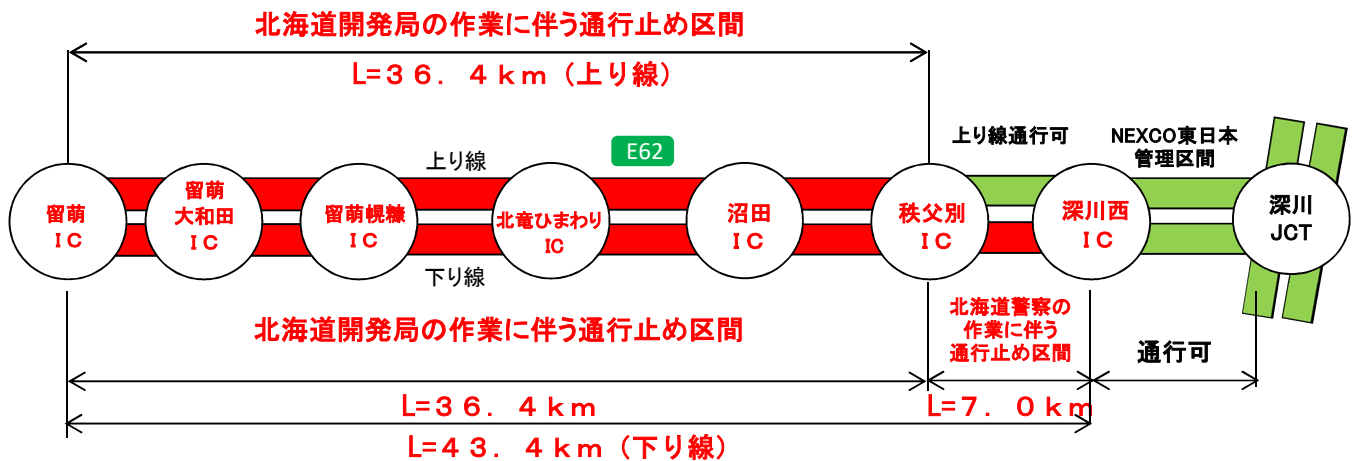 北海道開発局の作業に伴う通行止め区間
L=３６．４ｋｍ（上り線）
上り線
E62
上り線通行可
NEXCO東日本
管理区間
留萌
ＩＣ
留萌
大和田
ＩＣ
留萌幌糠
ＩＣ
北竜ひまわり
IC
沼田
ＩＣ
秩父別
ＩＣ
深川西
ＩＣ
深川
JCT
下り線
北海道開発局の作業に伴う通行止め区間
北海道警察の
作業に伴う
通行止め区間
通行可
L=３６．４ｋｍ
L=７．０ｋｍ
L=４３．４ｋｍ（下り線）